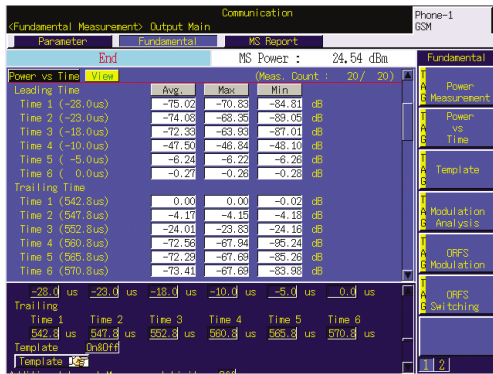 Communication
Phone-1
<Fundamental Measurement> Output Main
GSM
Parameter Fundamental MS Report
End MS Power : 24.54 dBm
Fundamental
Power vs Time View (Meas. Count : 20/ 20)
Leading Time Avg. Max Min
Time 1 (-28.0us) -75.02 -70.83 -84.81 dB
Time 2 (-23.0us) -74.08 -68.35 -89.05 dB
Time 3 (-18.0us) -72.33 -63.93 -87.01 dB
Time 4 (-10.0us) -47.50 -46.84 -48.10 dB
Time 5 ( -5.0us) -6.24 -6.22 -6.26 dB
Time 6 ( 0.0us) -0.27 -0.26 -0.28 dB
Trailing Time
Time 1 (542.8us) 0.00 0.00 -0.02 dB
Time 2 (547.8us) -4.17 -4.15 -4.18 dB
Time 3 (552.8us) -24.01 -23.83 -24.16 dB
Time 4 (560.8us) -72.56 -67.94 -95.24 dB
Time 5 (565.8us) -72.29 -67.69 -85.26 dB
Time 6 (570.8us) -73.41 -67.69 -83.98 dB
-28.0 us -23.0 us -18.0 us -10.0 us -5.0 us 0.0 us
Trailing
Time 1 Time 2 Time 3 Time 4 Time 5 Time 6
542.8 us 547.8 us 552.8 us 560.8 us 565.8 us 570.8 us
Template On&Off
Template
TAG Power
Measurement
TAG Power
vs
Time
TAG Template
TAG Modulation
Analysis
TAG ORFS
Modulation
TAG ORFS
Switching
1 2